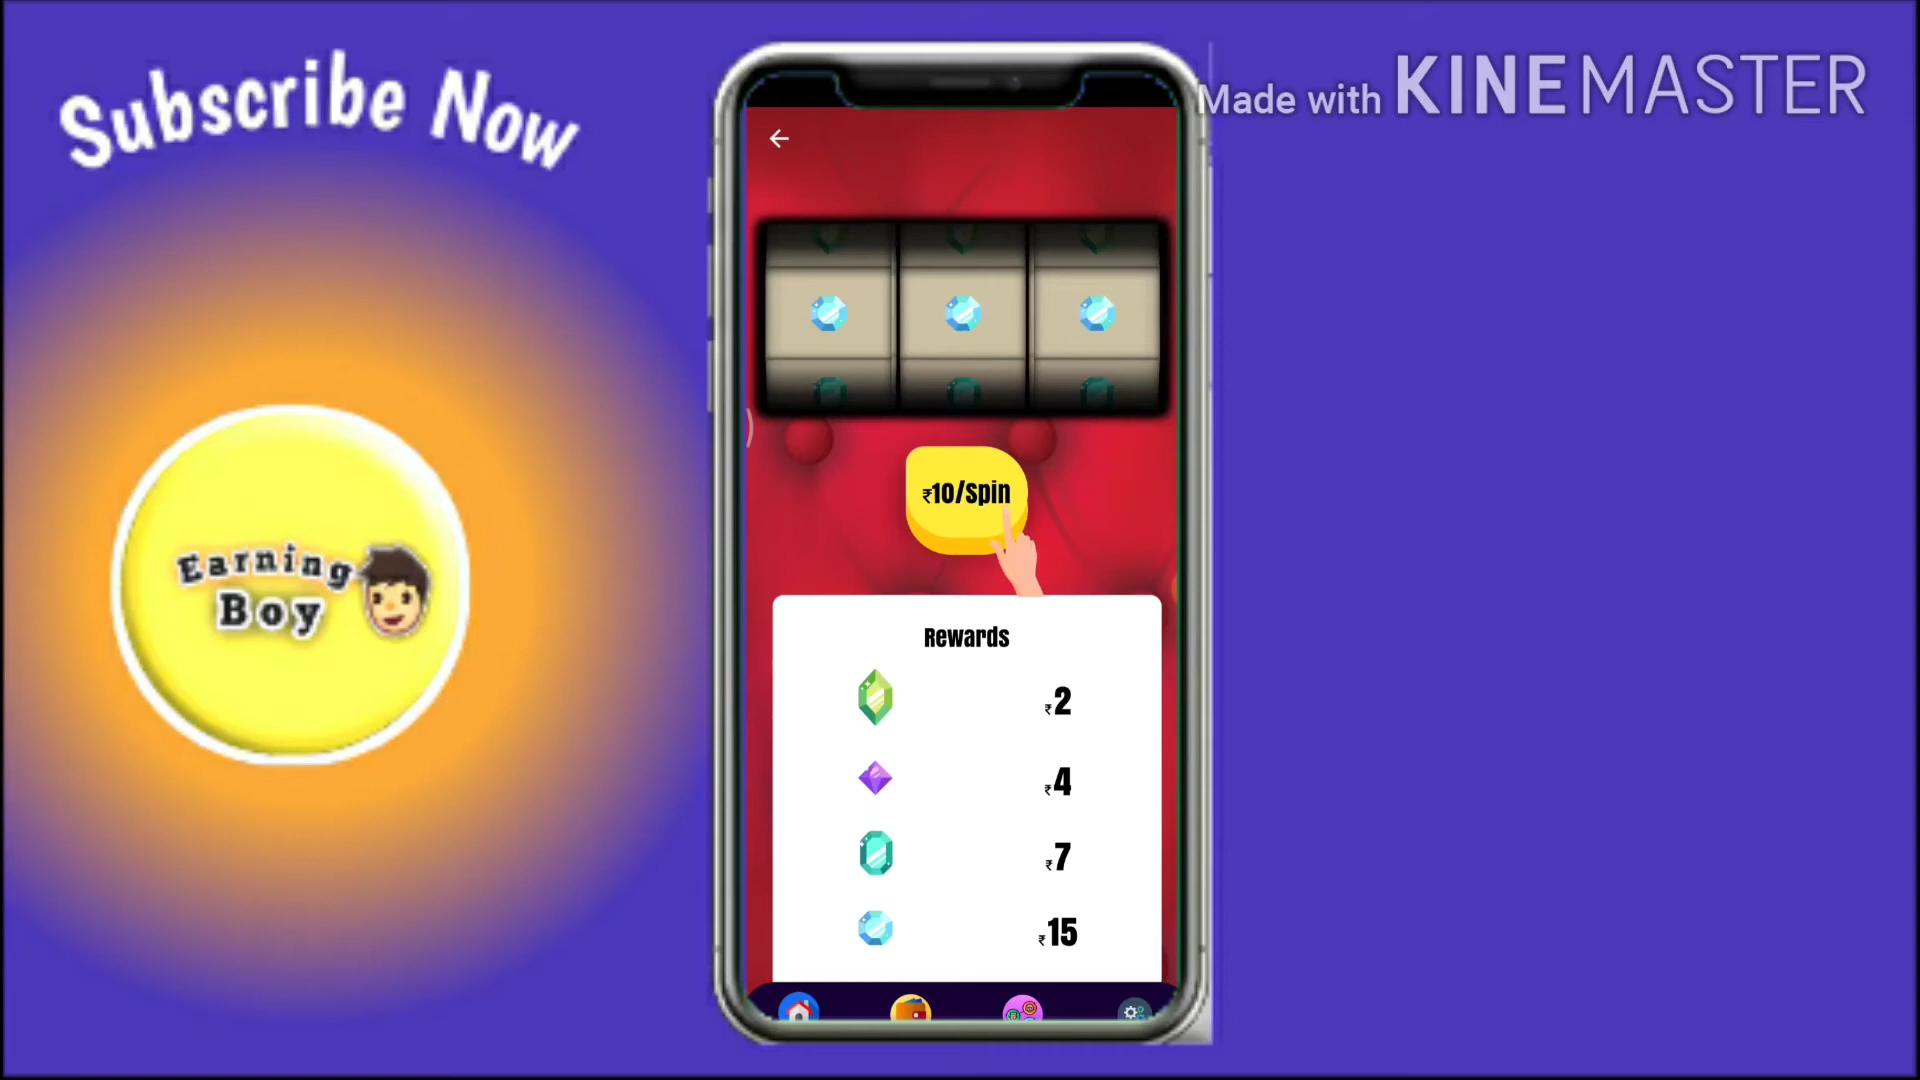 Subscribe Now
Made with KINEMASTER
Earning
Boy
₹10/Spin
Rewards
₹2
₹4
₹7
₹15